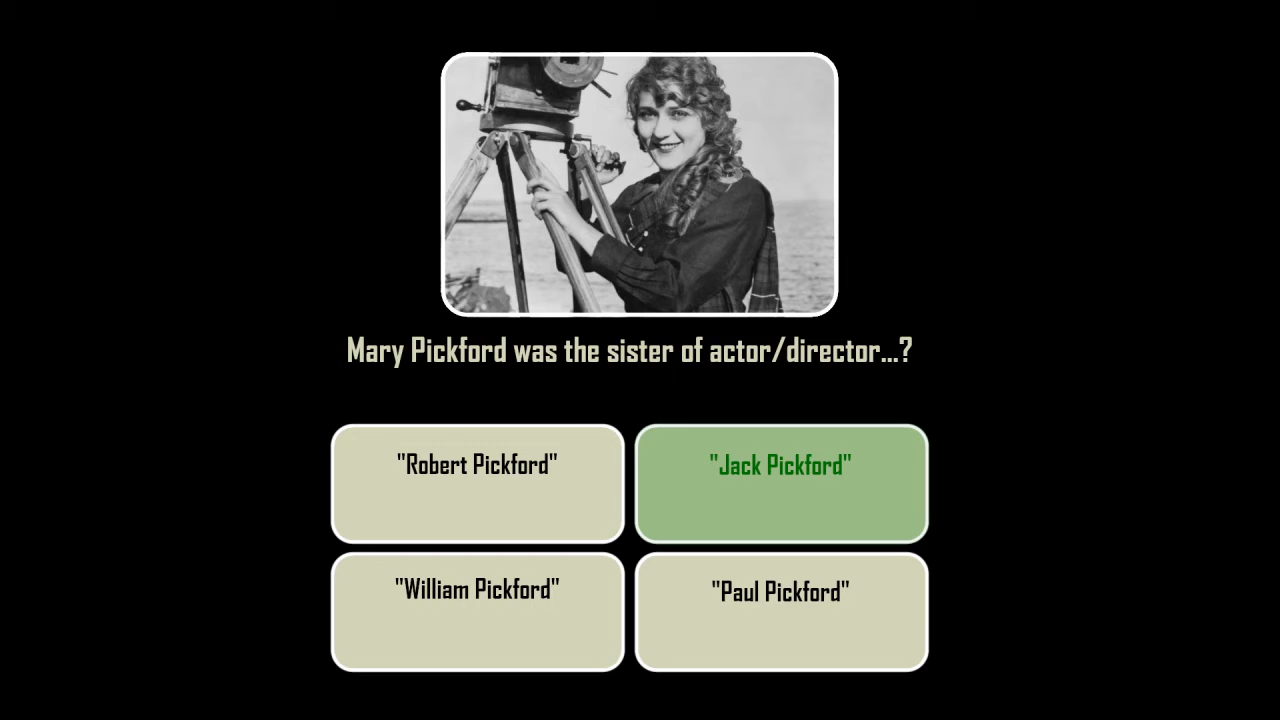 Mary Pickford was the sister of actor/director...?
"Robert Pickford"
"Jack Pickford"
"William Pickford"
"Paul Pickford"